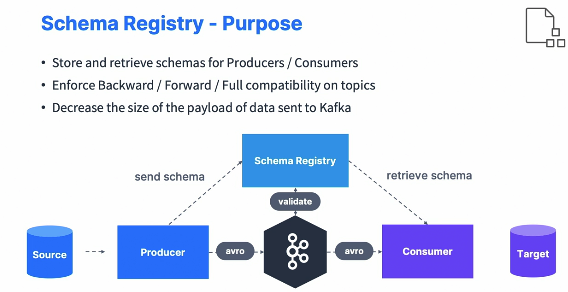 Schema Registry - Purpose
• Store and retrieve schemas for Producers / Consumers
• Enforce Backward / Forward / Full compatibility on topics
• Decrease the size of the payload of data sent to Kafka
Schema Registry
send schema
retrieve schema
validate
Source
Producer
avro
avro
Consumer
Target